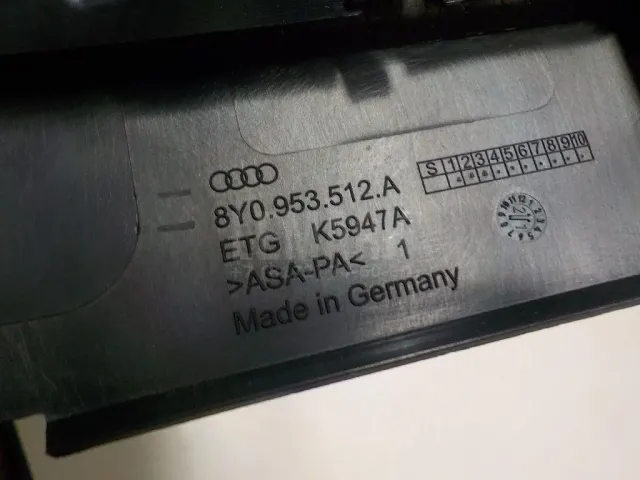 8Y0.953.512.A
ETG K5947A
>ASA-PA< 1
Made in Germany
S 1 2 3 4 5 6 7 8 9 10